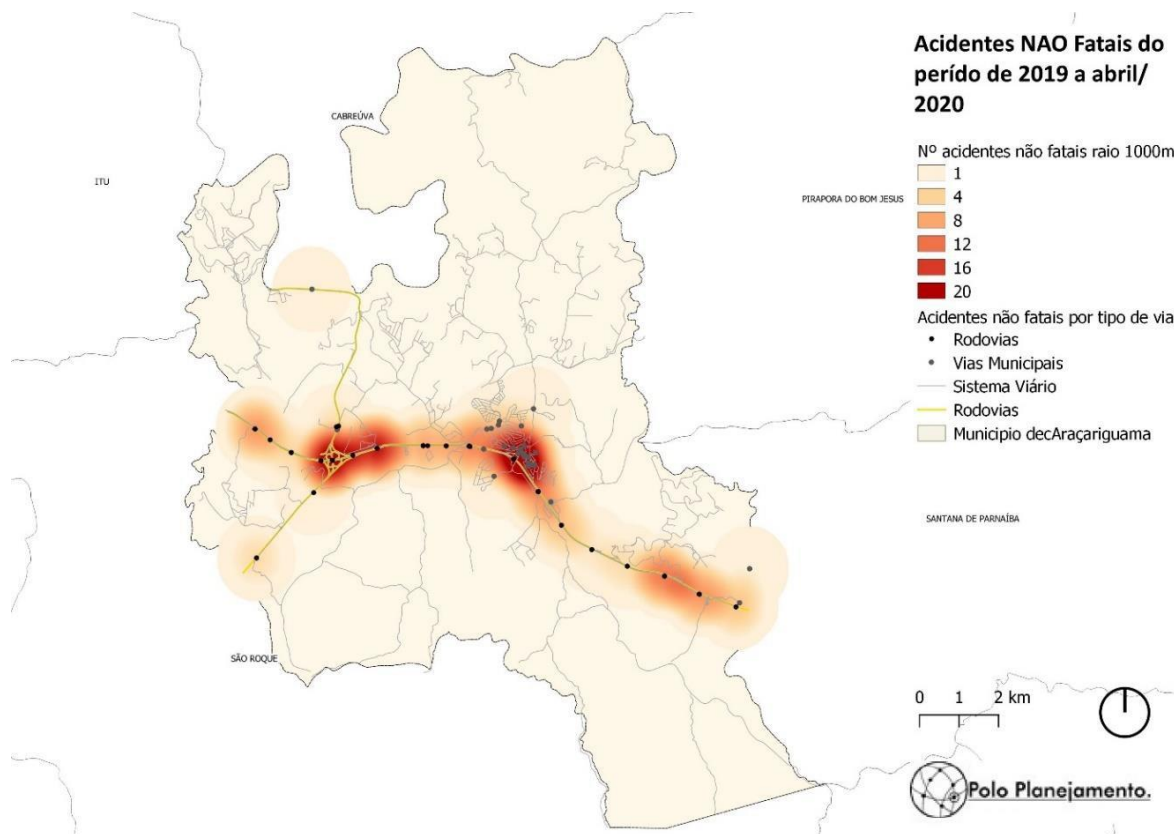 Acidentes NAO Fatais do
perído de 2019 a abril/
2020
CABREÚVA
Nº acidentes não fatais raio 1000m
1
ITU
PIRAPORA DO BOM JESUS
4
8
12
16
20
Acidentes não fatais por tipo de via
Rodovias
Vias Municipais
Sistema Viário
Rodovias
Municipio decAraçariguama
SANTANA DE PARNAÍBA
SÃO ROQUE
0 1 2 km
Polo Planejamento.